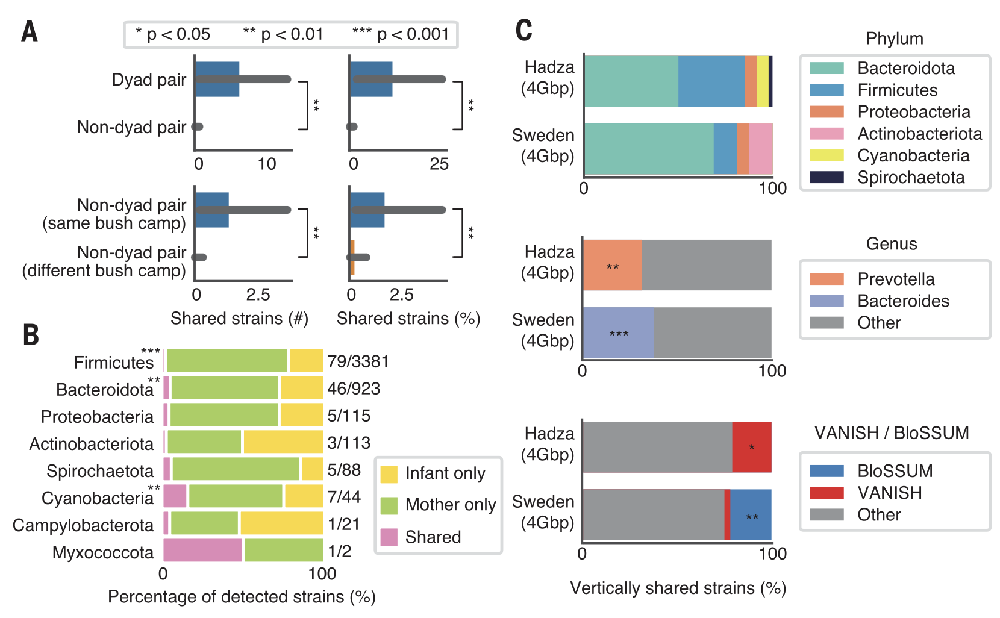 A
* p < 0.05 ** p < 0.01 *** p < 0.001
Dyad pair
**
**
Non-dyad pair
0 10
0 25
Non-dyad pair
(same bush camp)
**
**
Non-dyad pair
(different bush camp)
0 2.5
0 2.5
Shared strains (#)
Shared strains (%)
B
Firmicutes*** 79/3381
Bacteroidota** 46/923
Proteobacteria 5/115
Actinobacteriota 3/113
Spirochaetota 5/88
Cyanobacteria** 7/44
Campylobacterota 1/21
Myxococcota 1/2
0 100
Percentage of detected strains (%)
Infant only
Mother only
Shared
C
Hadza
(4Gbp)
Sweden
(4Gbp)
0 100
Phylum
Bacteroidota
Firmicutes
Proteobacteria
Actinobacteriota
Cyanobacteria
Spirochaetota
Hadza
(4Gbp)
**
Sweden
(4Gbp)
***
0 100
Genus
Prevotella
Bacteroides
Other
Hadza
(4Gbp)
*
Sweden
(4Gbp)
**
0 100
VANISH / BloSSUM
BloSSUM
VANISH
Other
Vertically shared strains (%)